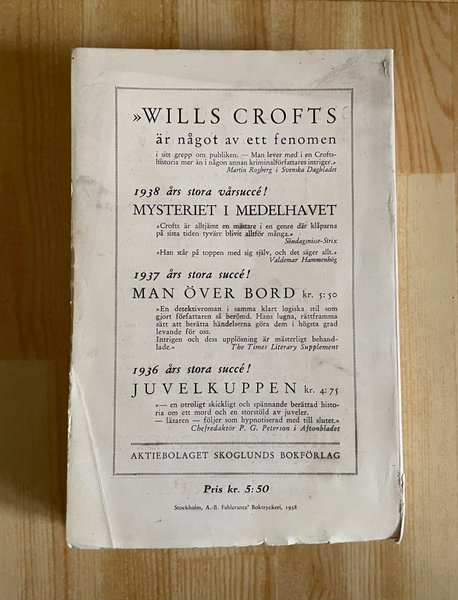 »WILLS CROFTS
är något av ett fenomen
i sitt grepp om publiken. — Man lever med i en Crofts-
historia mer än i någon annan kriminalförfattares intriger.»
Martin Rogberg i Svenska Dagbladet
1938 års stora vårsuccé!
MYSTERIET I MEDELHAVET
»Crofts är alltjämt en mästare i en genre där klåparna
på sista tiden tyvärr blivit alltför många.»
Söndagsnisse-Strix
»Han står på toppen med sig själv, och det säger allt.»
Valdemar Hammenhög
1937 års stora succé!
MAN ÖVER BORD kr. 5:50
»En detektivroman i samma klart logiska stil som
gjort författaren så berömd. Hans lugna, rättframma
sätt att berätta händelserna göra dem i högsta grad
levande för oss.
Intrigen och dess upplösning är mästerligt behand-
lade.» The Times Literary Supplement
1936 års stora succé!
JUVELKUPPEN kr. 4:75
»— en otroligt skickligt och spännande berättad histo-
ria om ett mord och en storstöld av juveler.
— läsaren — följer som hypnotiserad med till slutet.»
Chefredaktör P. G. Peterson i Aftonbladet
AKTIEBOLAGET SKOGLUNDS BOKFÖRLAG
Pris kr. 5:50
Stockholm. A.-B. Fahlcrantz' Boktryckeri, 1938